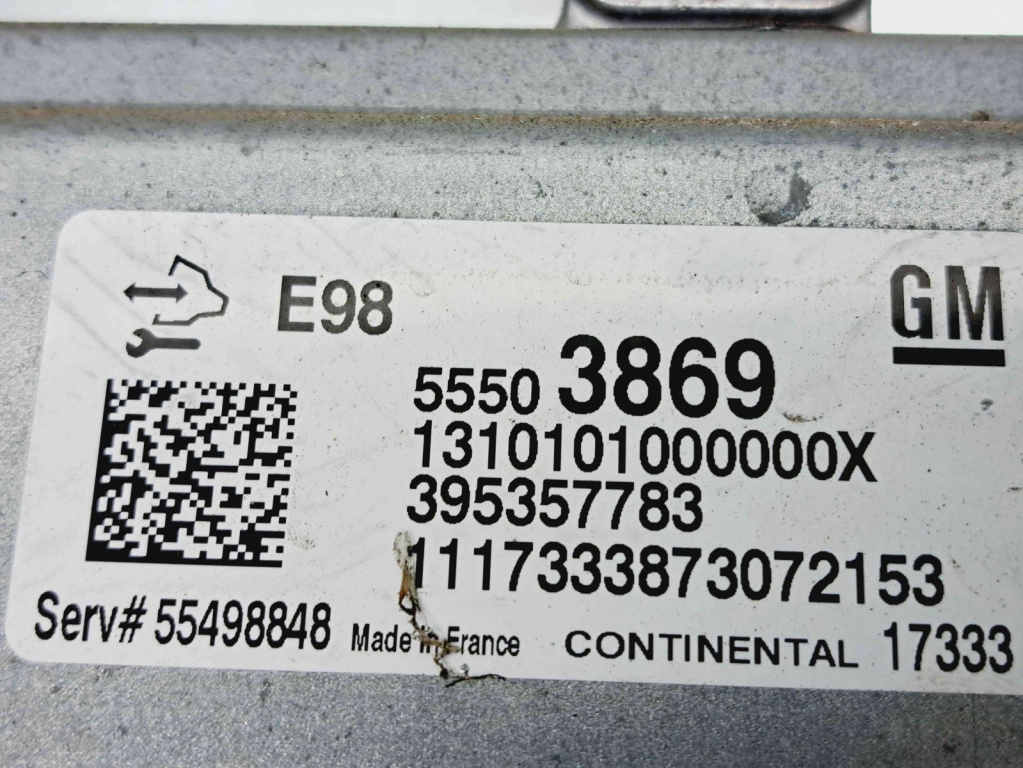 E98
GM
5550 3869
1310101000000X
395357783
1117333873072153
Serv# 55498848 Made in France CONTINENTAL 17333